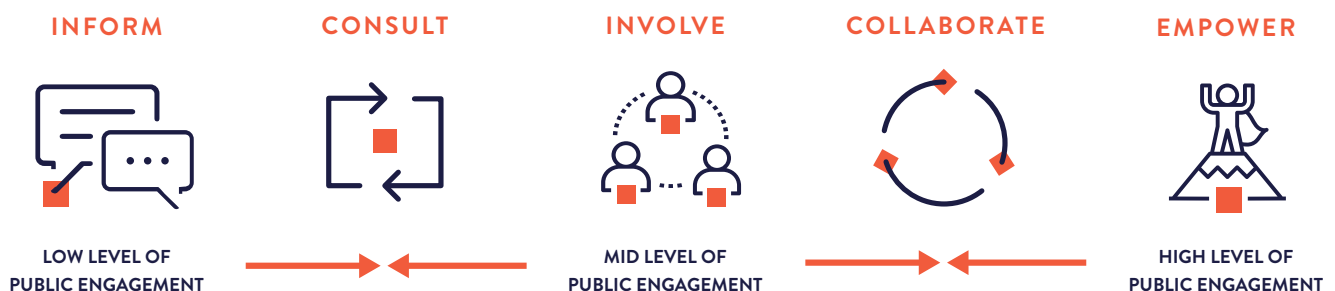 INFORM
CONSULT
INVOLVE
COLLABORATE
EMPOWER
LOW LEVEL OF
PUBLIC ENGAGEMENT
MID LEVEL OF
PUBLIC ENGAGEMENT
HIGH LEVEL OF
PUBLIC ENGAGEMENT